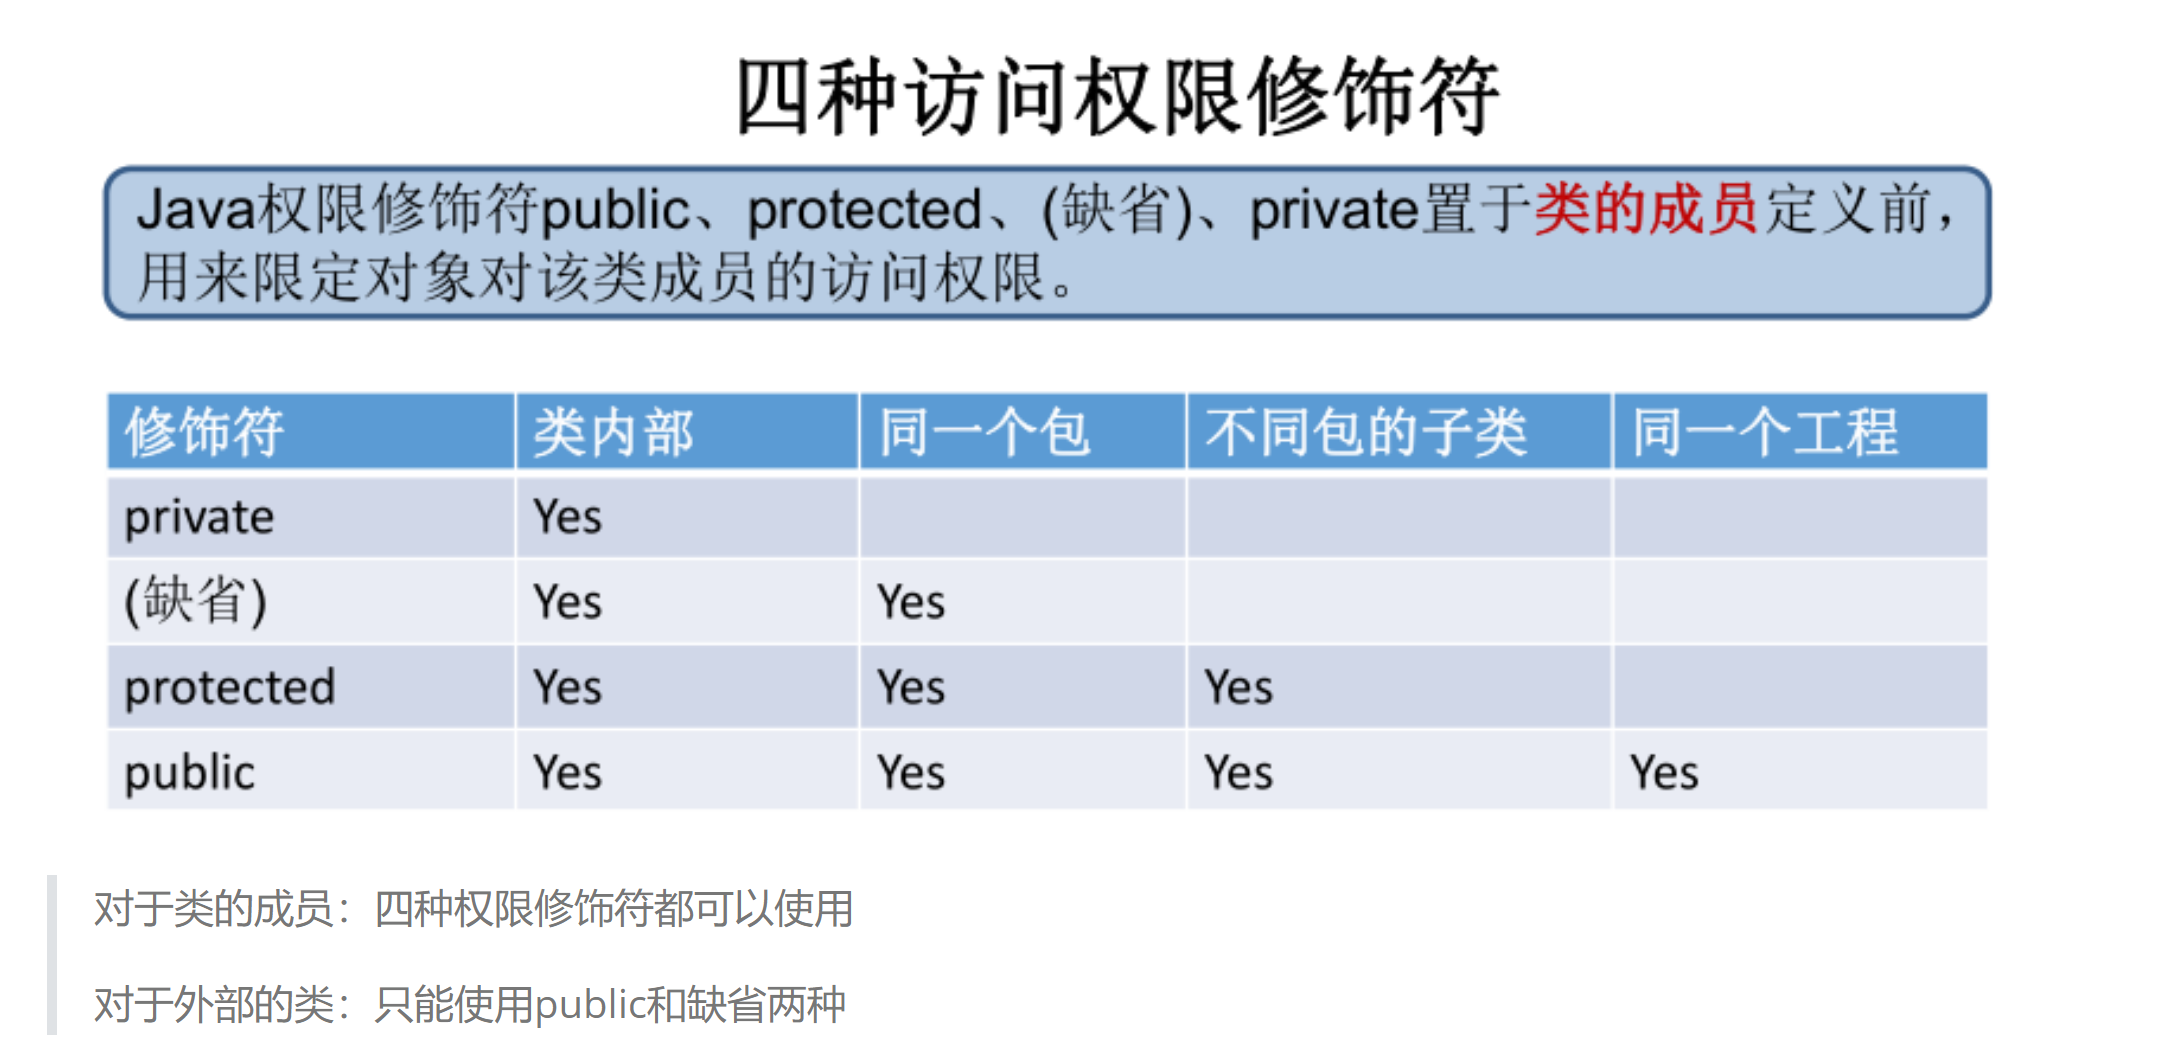 四种访问权限修饰符
Java权限修饰符public、protected、(缺省)、private置于类的成员定义前，
用来限定对象对该类成员的访问权限。
修饰符 类内部 同一个包 不同包的子类 同一个工程
private Yes
(缺省) Yes Yes
protected Yes Yes Yes
public Yes Yes Yes Yes
对于类的成员：四种权限修饰符都可以使用
对于外部的类：只能使用public和缺省两种